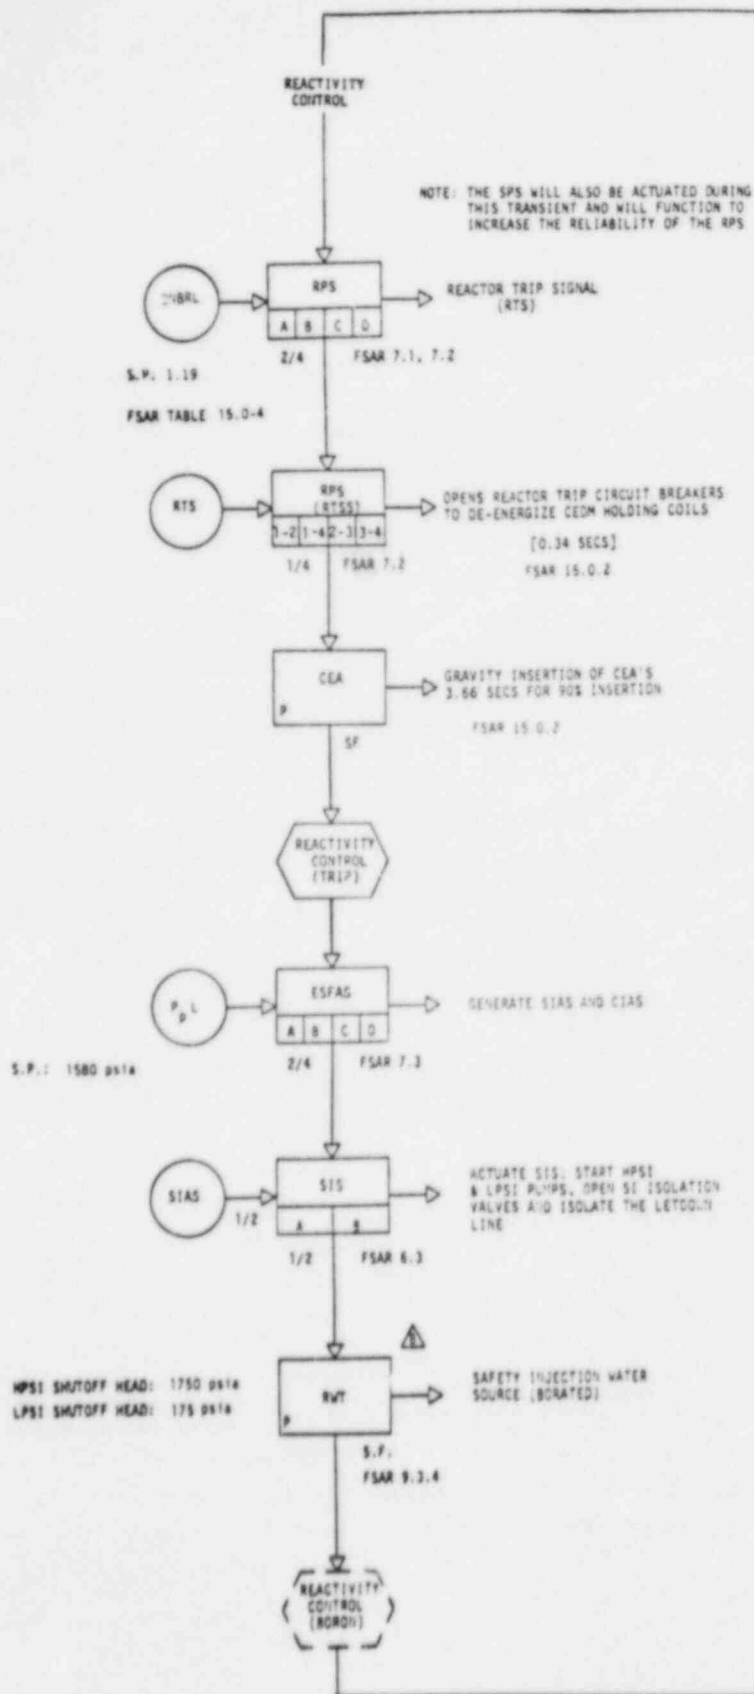 REACTIVITY
CONTROL
NOTE: THE SPS WILL ALSO BE ACTUATED DURING
THIS TRANSIENT AND WILL FUNCTION TO
INCREASE THE RELIABILITY OF THE RPS
DNBRL
RPS
A B C D
REACTOR TRIP SIGNAL
(RTS)
2/4 FSAR 7.1, 7.2
1.19
FSAR TABLE 15.0-4
RTS
RPS
(RTSS)
1-2 1-4 2-3 3-4
OPENS REACTOR TRIP CIRCUIT BREAKERS
TO DE-ENERGIZE CEDM HOLDING COILS
[0.34 SECS]
FSAR 15.0.2
1/4 FSAR 7.2
CEA
P
GRAVITY INSERTION OF CEA'S
3.66 SECS FOR 90% INSERTION
FSAR 15.0.2
SF
REACTIVITY
CONTROL
(TRIP)
Pp L
ESFAS
A B C D
GENERATE SIAS AND CIAS
2/4 FSAR 7.3
S.P.: 1580 psia
SIAS
1/2
SIS
A B
ACTUATE SIS: START HPSI
& LPSI PUMPS, OPEN SI ISOLATION
VALVES AND ISOLATE THE LETDOWN
LINE
1/2 FSAR 6.3
HPSI SHUTOFF HEAD: 1750 psia
LPSI SHUTOFF HEAD: 175 psia
RWT
P
SAFETY INJECTION WATER
SOURCE (BORATED)
S.F.
FSAR 9.3.4
REACTIVITY
CONTROL
(BORON)